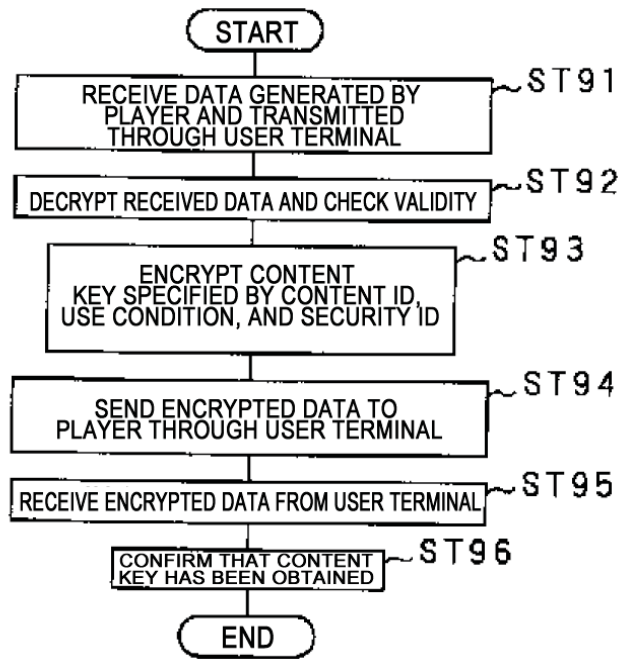 START
RECEIVE DATA GENERATED BY
PLAYER AND TRANSMITTED
THROUGH USER TERMINAL
ST91
DECRYPT RECEIVED DATA AND CHECK VALIDITY
ST92
ENCRYPT CONTENT
KEY SPECIFIED BY CONTENT ID,
USE CONDITION, AND SECURITY ID
ST93
SEND ENCRYPTED DATA TO
PLAYER THROUGH USER TERMINAL
ST94
RECEIVE ENCRYPTED DATA FROM USER TERMINAL
ST95
CONFIRM THAT CONTENT
KEY HAS BEEN OBTAINED
ST96
END